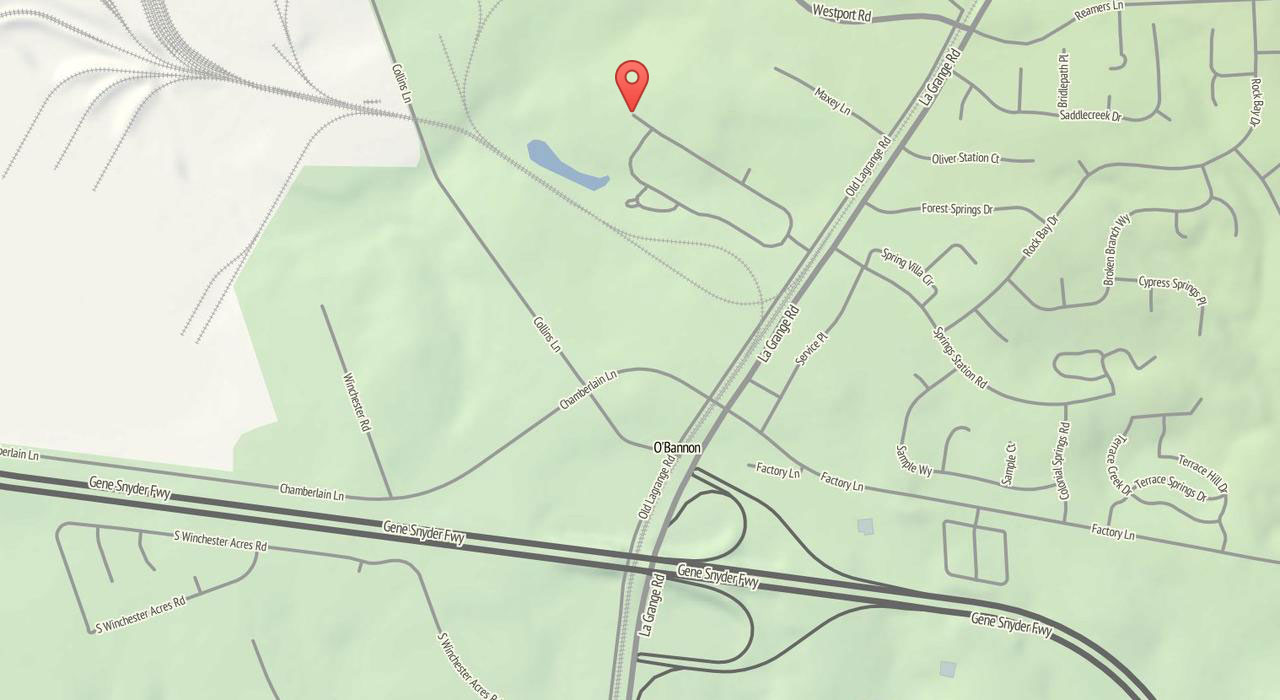 Westport Rd
Reamers Ln
Collins Ln
La Grange Rd
S Bridlepath Pl
Rock Bay Dr
Maxey Ln
Saddlecreek Dr
Old Lagrange Rd
Oliver Station Ct
Forest-Springs Dr
Rock Bay Dr
Broken Branch Wy
Spring Villa Cir
Cypress Springs Pl
Collins Ln
La Grange Rd
Service Pl
Springs Station Rd
Winchester Rd
Chamberlain Ln
O'Bannon
berlain Ln
Sample Wy
Sample Ct
Colonial Springs Rd
Terrace Creek Dr
Terrace Hill Dr
Terrace Springs Dr
Factory Ln
Factory Ln
Gene Snyder Fwy
Chamberlain Ln
Old Lagrange Rd
Factory Ln
Gene Snyder Fwy
S Winchester Acres Rd
Gene Snyder Fwy
La Grange Rd
S Winchester Acres Rd
Gene Snyder Fwy
S Winchester Acres Rd